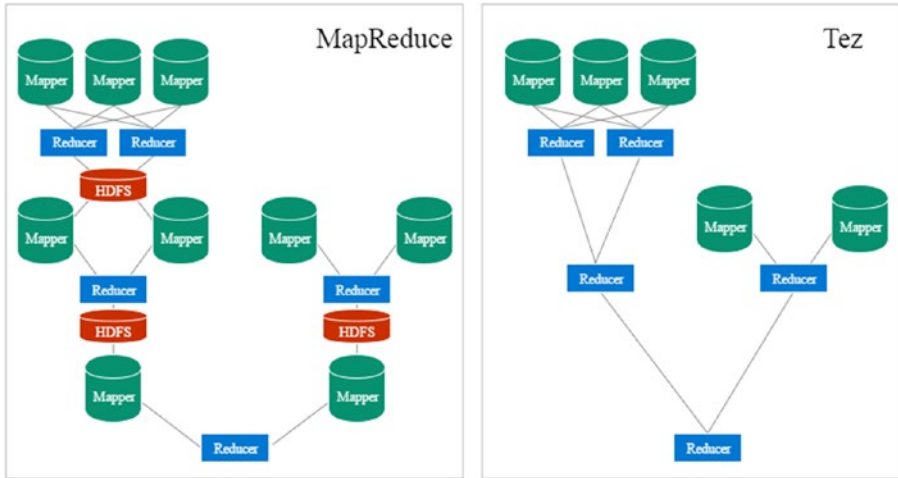 MapReduce
Mapper Mapper Mapper
Reducer Reducer
HDFS
Mapper Mapper Mapper Mapper
Reducer Reducer
HDFS HDFS
Mapper Mapper
Reducer
Tez
Mapper Mapper Mapper
Reducer Reducer
Mapper Mapper
Reducer Reducer
Reducer